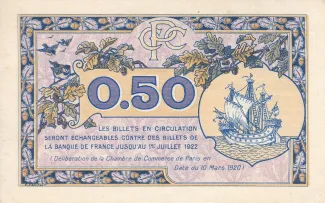 CCP
0.50
LES BILLETS EN CIRCULATION
SERONT ÉCHANGEABLES CONTRE DES BILLETS DE
LA BANQUE DE FRANCE JUSQU'AU 1er JUILLET 1922
(Délibération de la Chambre de Commerce de Paris en
Date du 10 Mars 1920)